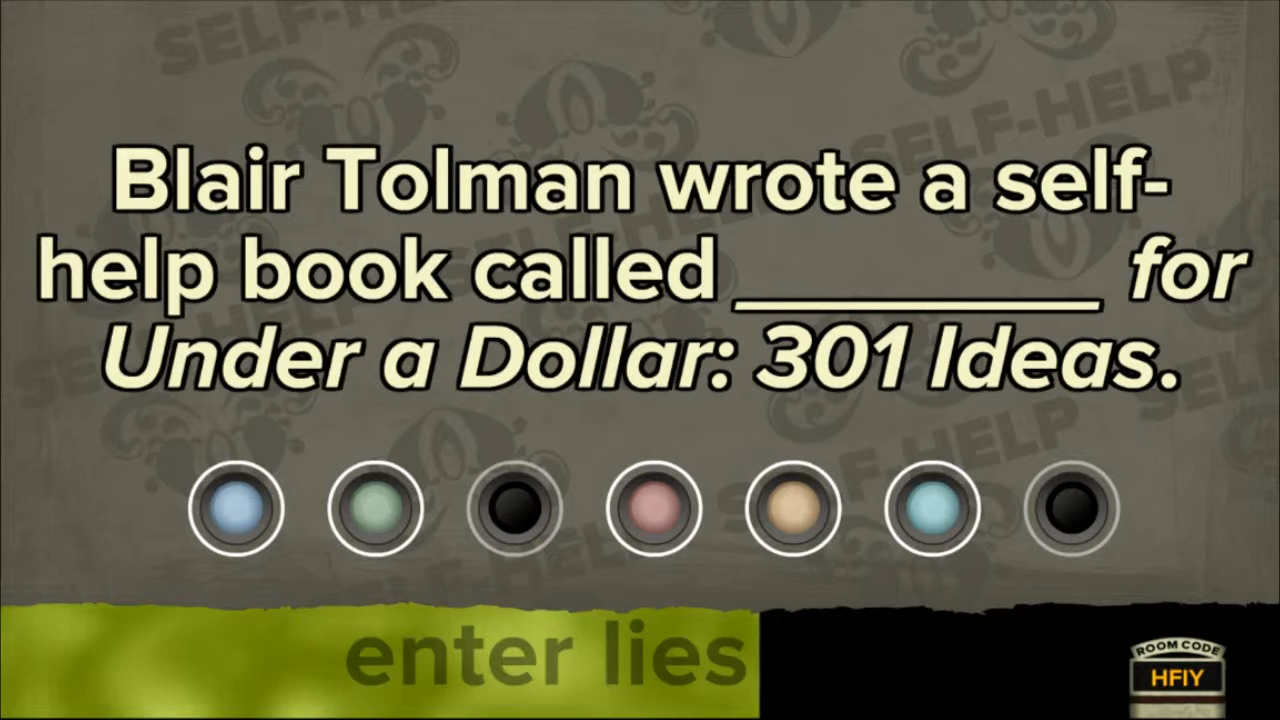 SELF-HELP
SELF-HELP
Blair Tolman wrote a self-
help book called __________ for
Under a Dollar: 301 Ideas.
enter lies
ROOM CODE
HFIY